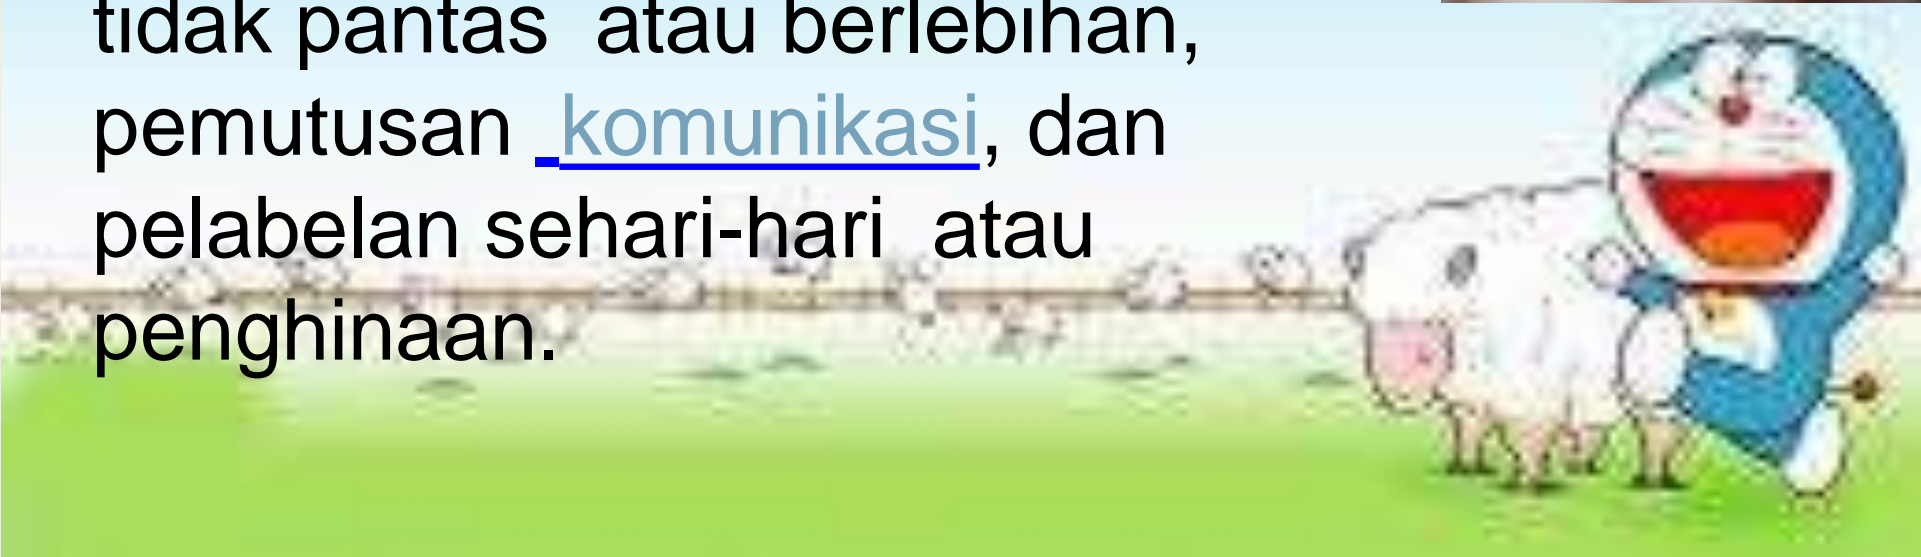 tidak pantas atau berlebihan,
pemutusan komunikasi, dan
pelabelan sehari-hari atau
penghinaan.